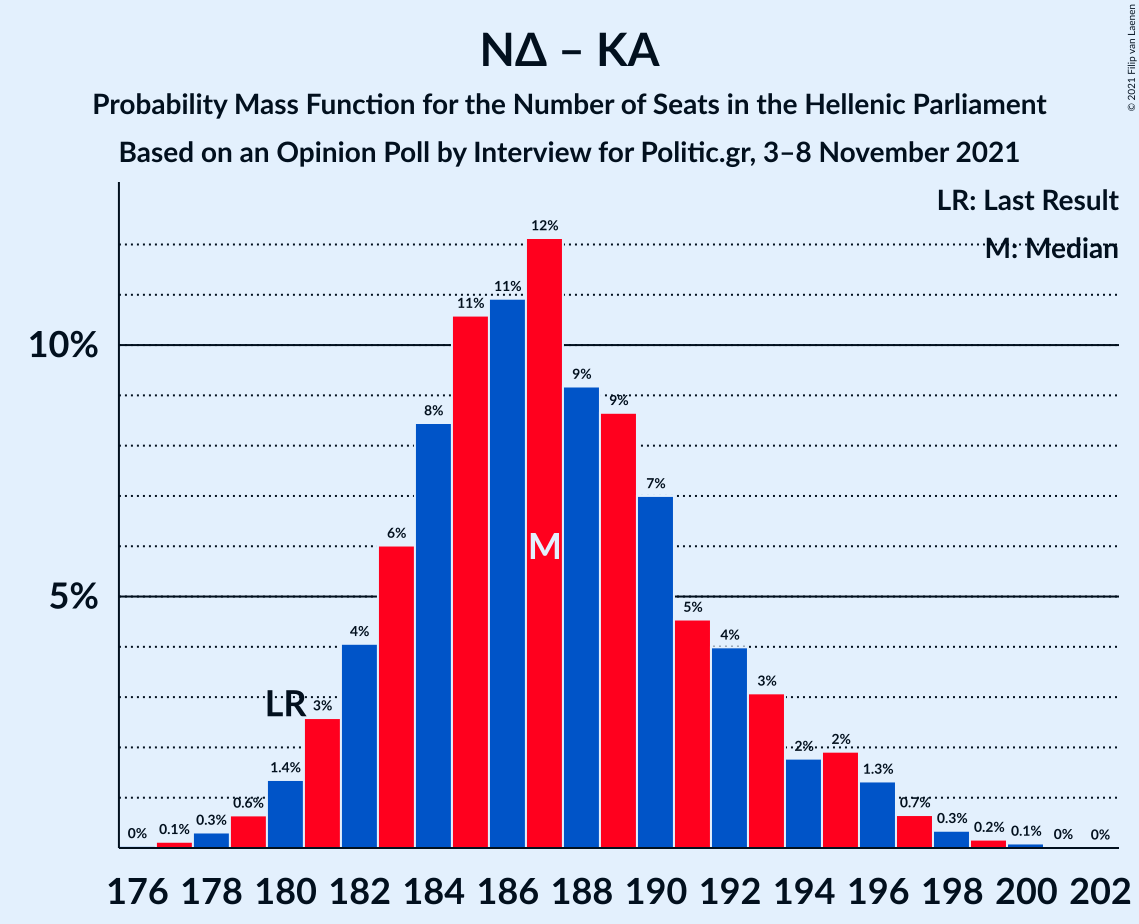 ΝΔ – ΚΑ
Probability Mass Function for the Number of Seats in the Hellenic Parliament
Based on an Opinion Poll by Interview for Politic.gr, 3–8 November 2021
© 2021 Filip van Laenen
LR: Last Result
M: Median
10%
5%
0% 0.1% 0.3% 0.6% 1.4% 3% 4% 6% 8% 11% 11% 12% 9% 9% 7% 5% 4% 3% 2% 2% 1.3% 0.7% 0.3% 0.2% 0.1% 0% 0%
LR
M
176 178 180 182 184 186 188 190 192 194 196 198 200 202